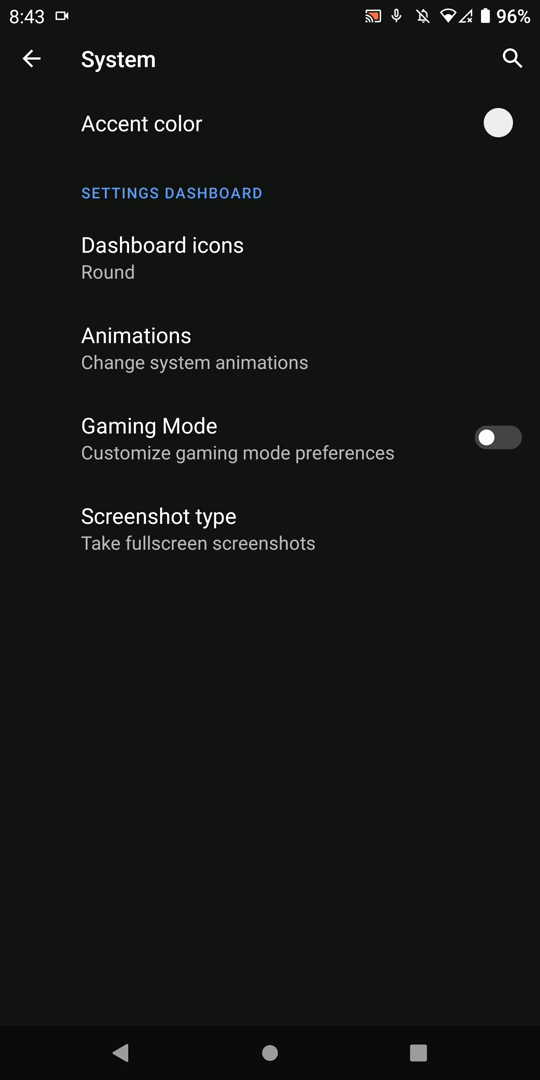 8:43
96%
System
Accent color
SETTINGS DASHBOARD
Dashboard icons
Round
Animations
Change system animations
Gaming Mode
Customize gaming mode preferences
Screenshot type
Take fullscreen screenshots